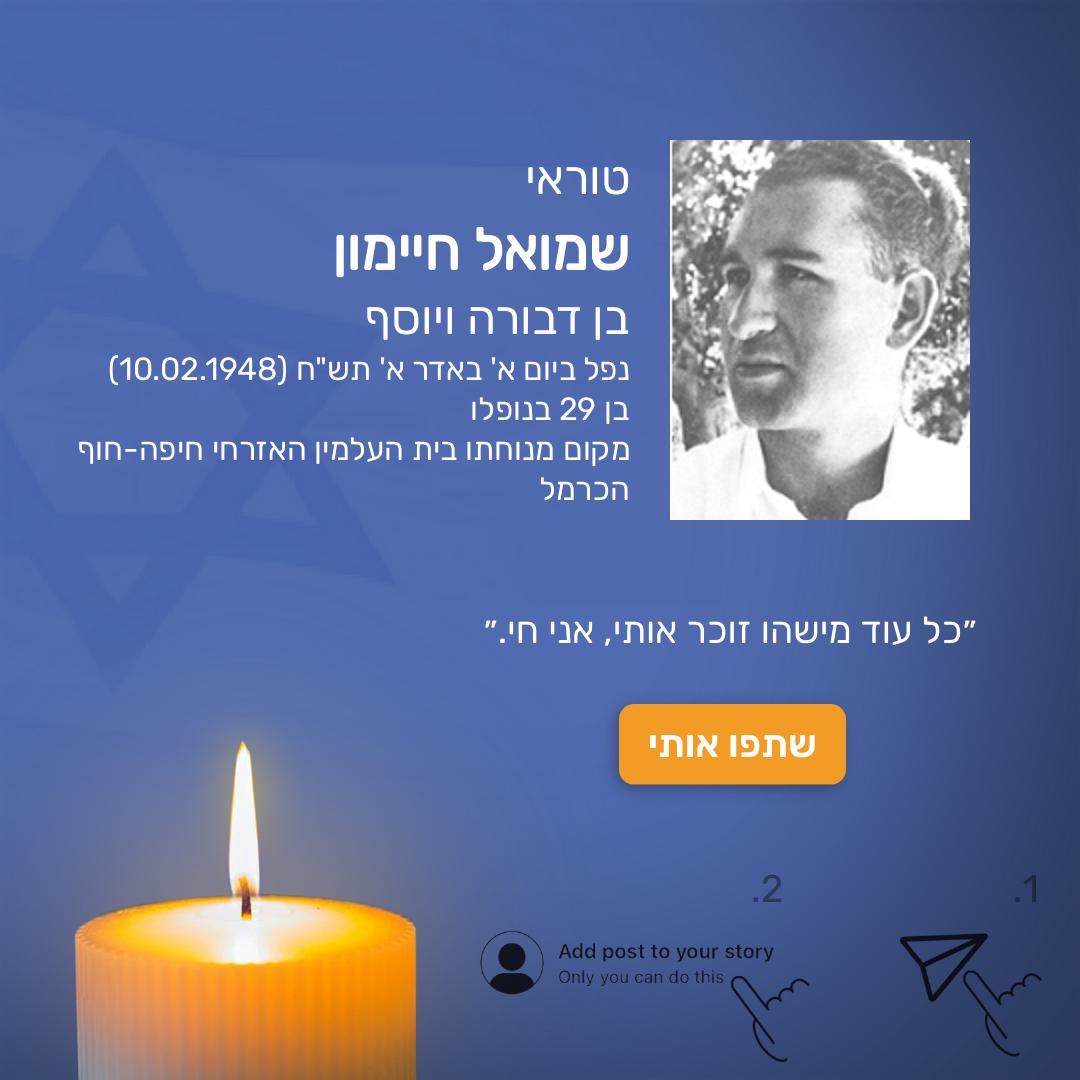 טוראי
שמואל חיימון
בן דבורה ויוסף
נפל ביום א' באדר א' תש"ח (10.02.1948)
בן 29 בנופלו
מקום מנוחתו בית העלמין האזרחי חיפה-חוף
הכרמל
״כל עוד מישהו זוכר אותי, אני חי.״
שתפו אותי
1.
2.
Add post to your story
Only you can do this